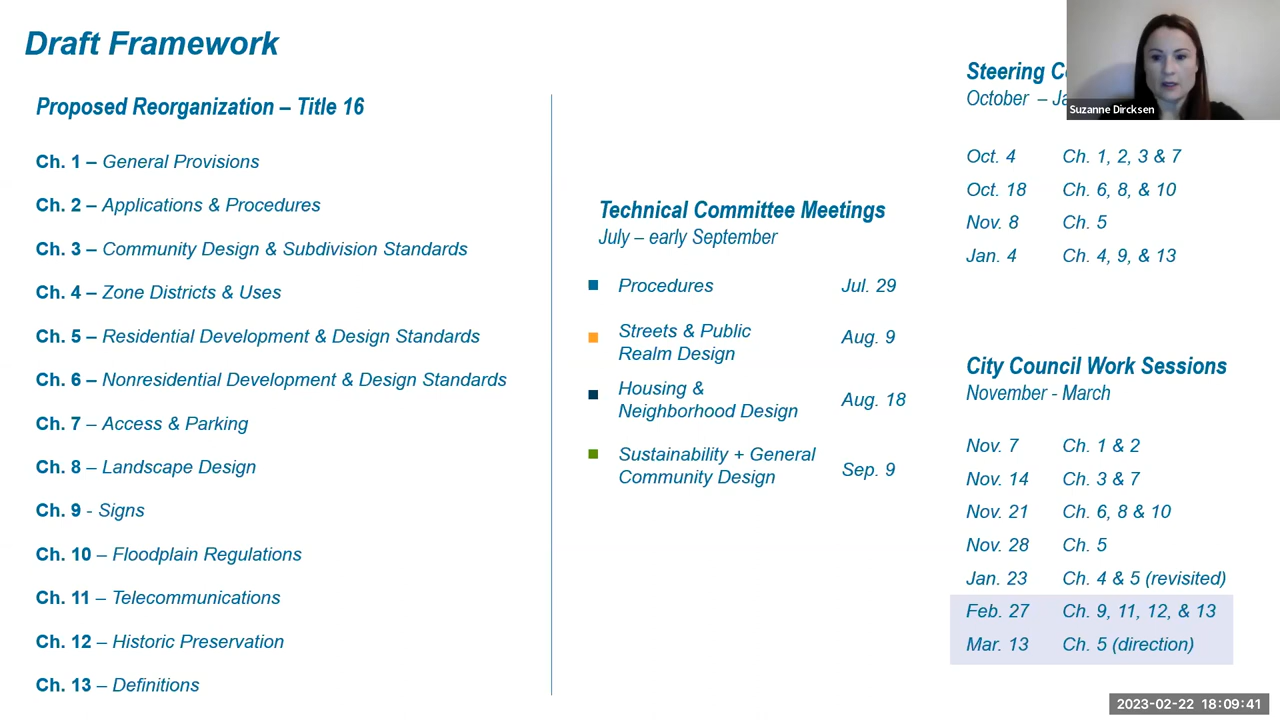 Draft Framework
Proposed Reorganization – Title 16
Ch. 1 – General Provisions
Ch. 2 – Applications & Procedures
Ch. 3 – Community Design & Subdivision Standards
Ch. 4 – Zone Districts & Uses
Ch. 5 – Residential Development & Design Standards
Ch. 6 – Nonresidential Development & Design Standards
Ch. 7 – Access & Parking
Ch. 8 – Landscape Design
Ch. 9 - Signs
Ch. 10 – Floodplain Regulations
Ch. 11 – Telecommunications
Ch. 12 – Historic Preservation
Ch. 13 – Definitions
Technical Committee Meetings
July – early September
Procedures Jul. 29
Streets & Public
Realm Design Aug. 9
Housing &
Neighborhood Design Aug. 18
Sustainability + General
Community Design Sep. 9
Steering
October –
Oct. 4 Ch. 1, 2, 3 & 7
Oct. 18 Ch. 6, 8, & 10
Nov. 8 Ch. 5
Jan. 4 Ch. 4, 9, & 13
City Council Work Sessions
November - March
Nov. 7 Ch. 1 & 2
Nov. 14 Ch. 3 & 7
Nov. 21 Ch. 6, 8 & 10
Nov. 28 Ch. 5
Jan. 23 Ch. 4 & 5 (revisited)
Feb. 27 Ch. 9, 11, 12, & 13
Mar. 13 Ch. 5 (direction)
Suzanne Dircksen
2023-02-22 18:09:41